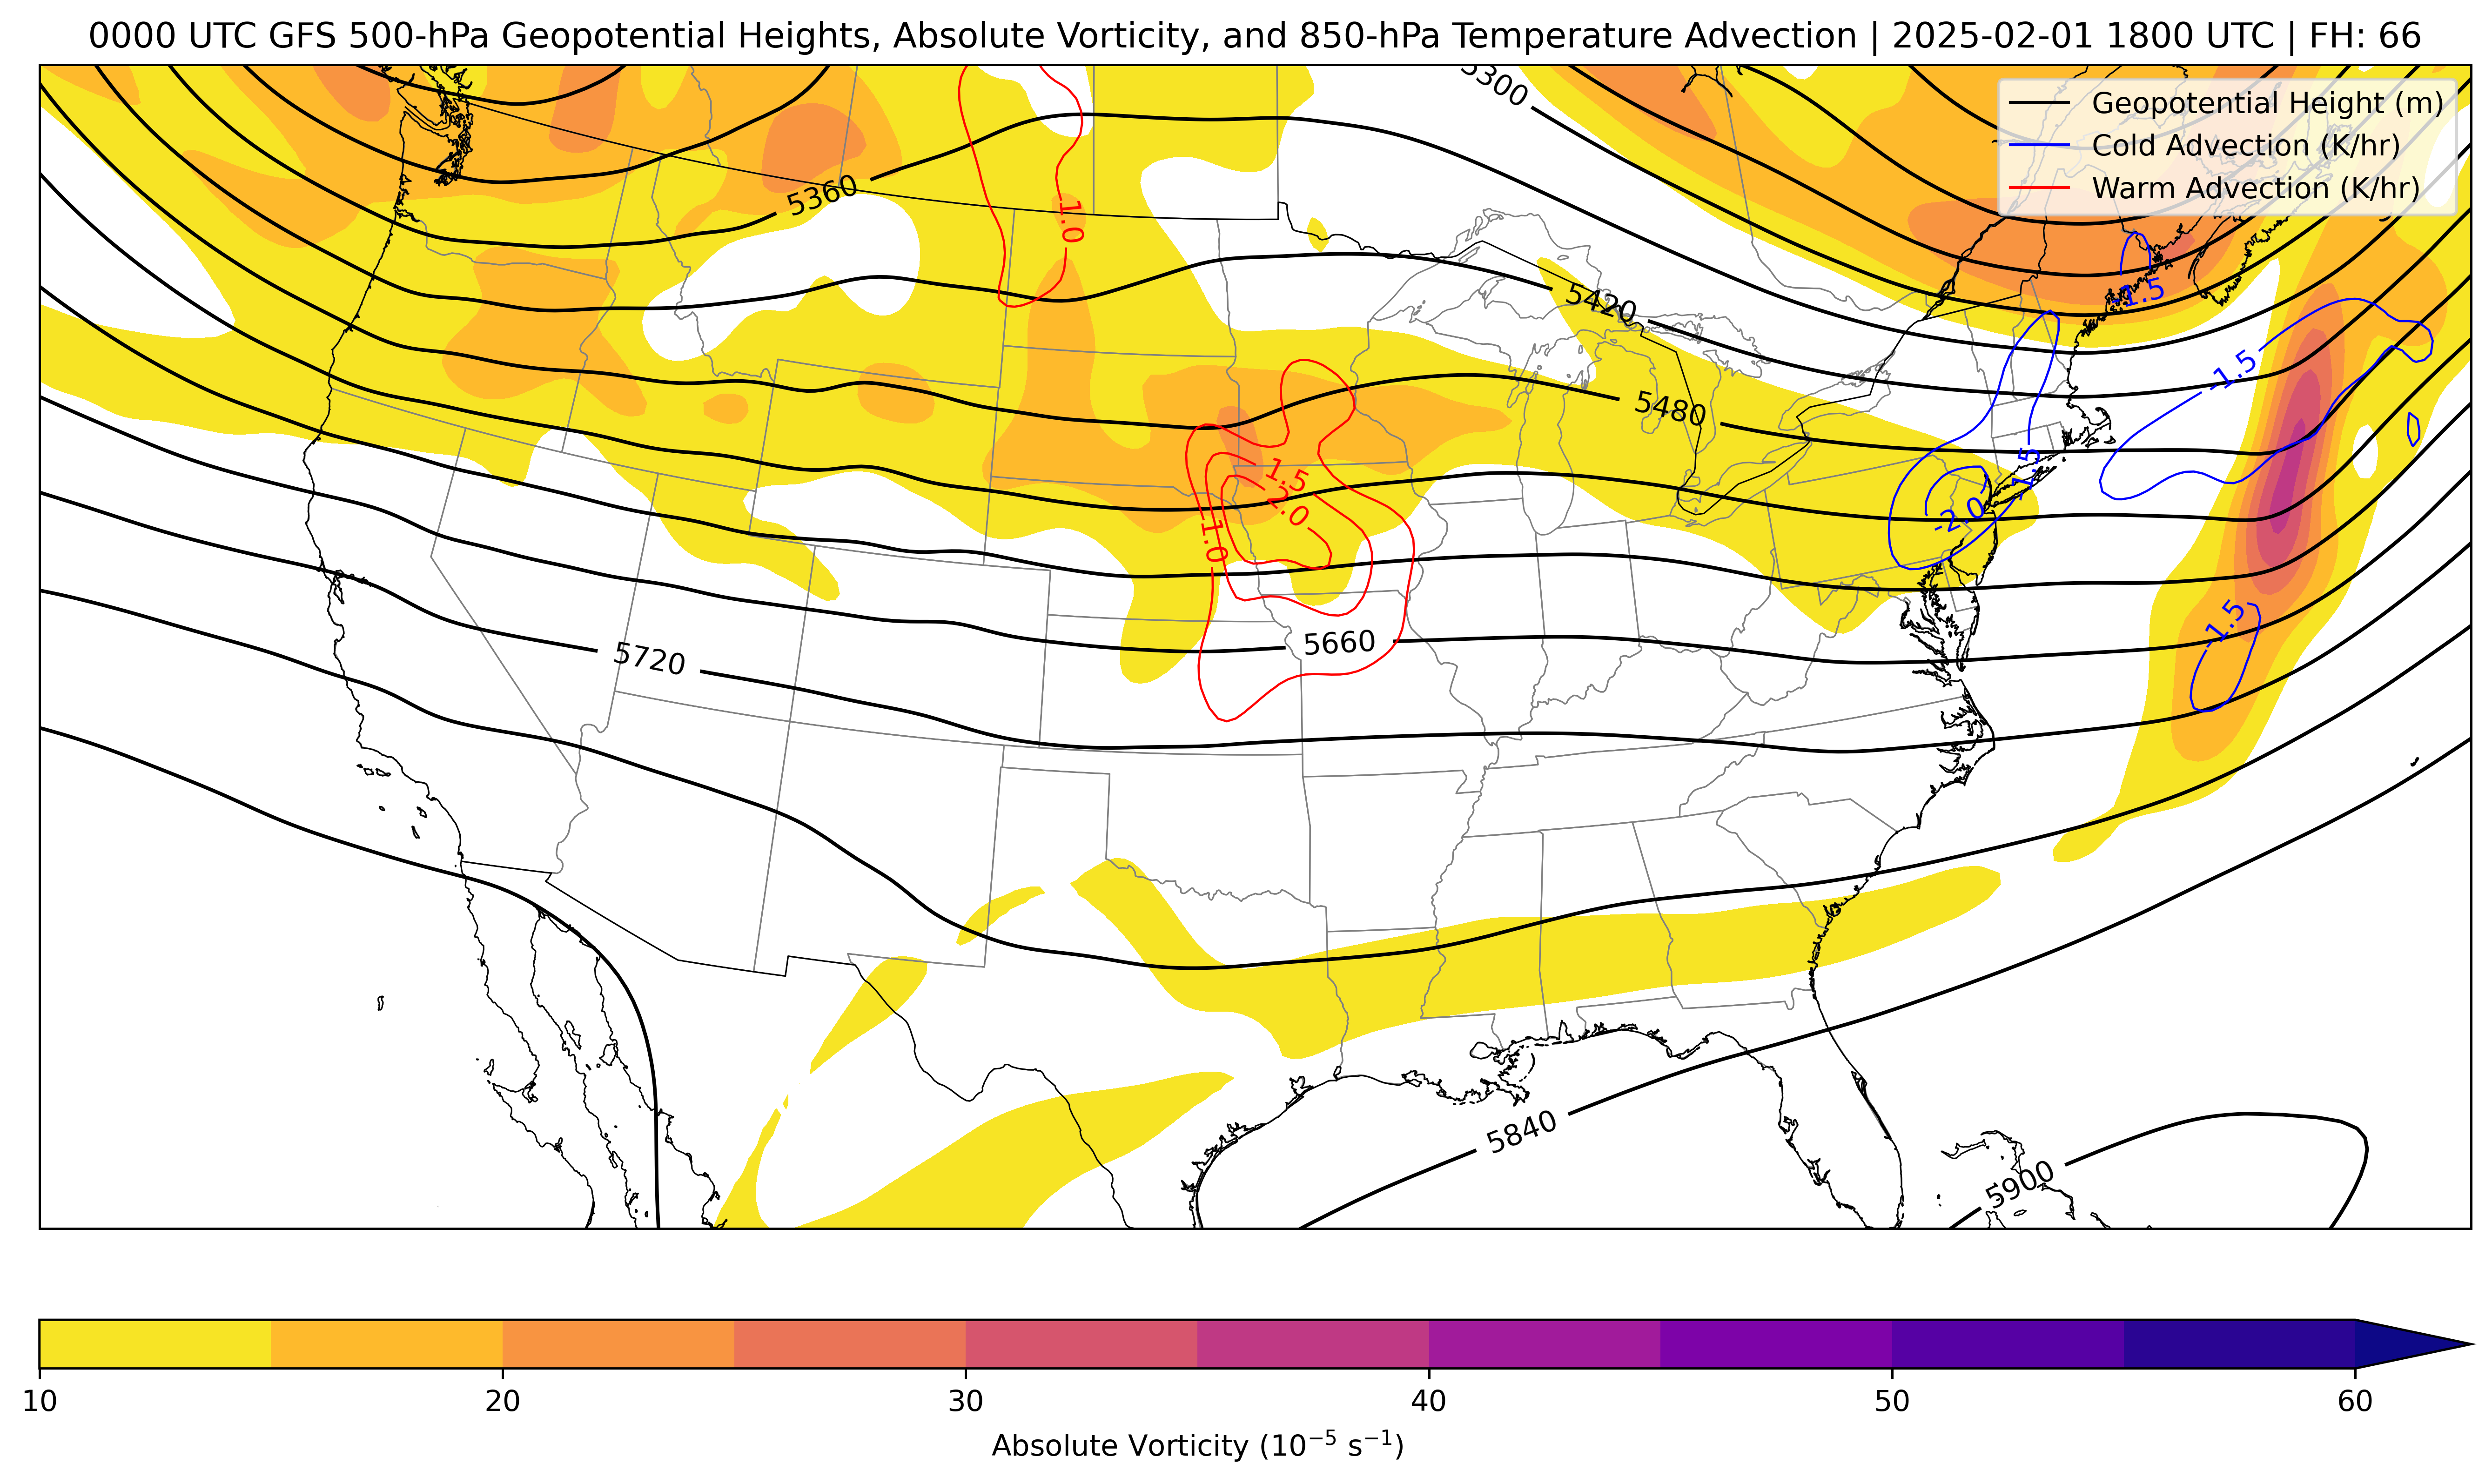 0000 UTC GFS 500-hPa Geopotential Heights, Absolute Vorticity, and 850-hPa Temperature Advection | 2025-02-01 1800 UTC | FH: 66
Geopotential Height (m)
Cold Advection (K/hr)
Warm Advection (K/hr)
5300
5360
1.0
5420
-1.5
-1.5
5480
1.5
2.0
1.0
-1.5
-2.0
-1.5
5660
5720
5840
5900
10 20 30 40 50 60
Absolute Vorticity (10⁻⁵ s⁻¹)